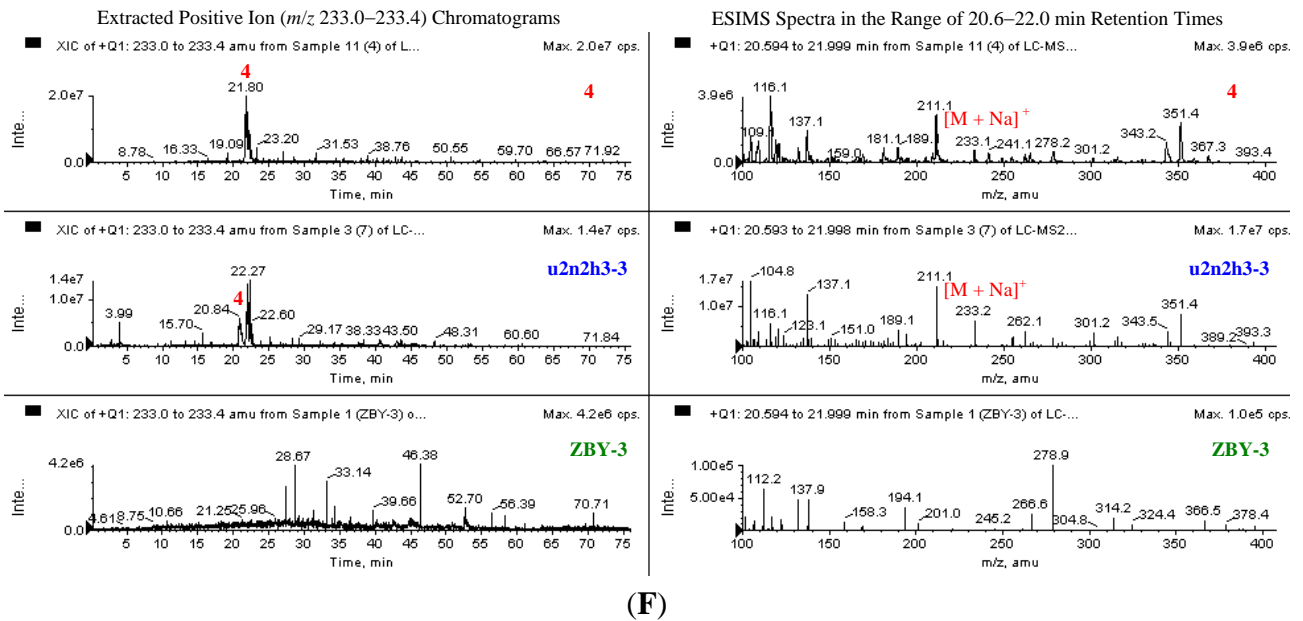 Extracted Positive Ion (m/z 233.0–233.4) Chromatograms
ESIMS Spectra in the Range of 20.6–22.0 min Retention Times
XIC of +Q1: 233.0 to 233.4 amu from Sample 11 (4) of L...
Max. 2.0e7 cps.
Inte...
2.0e7
0.0
4
21.80
4
8.78
16.33
19.09
23.20
31.53
38.76
50.55
59.70
66.57
71.92
5 10 15 20 25 30 35 40 45 50 55 60 65 70 75
Time, min
+Q1: 20.594 to 21.999 min from Sample 11 (4) of LC-MS...
Max. 3.9e6 cps.
Inte...
3.9e6
0.0
4
116.1
109.
137.1
159.0
181.1
189.
211.1
[M + Na]+
233.1
241.1
278.2
301.2
343.2
351.4
367.3
393.4
100 150 200 250 300 350 400
m/z, amu
XIC of +Q1: 233.0 to 233.4 amu from Sample 3 (7) of LC-...
Max. 1.4e7 cps.
Inte...
1.4e7
1.0e7
0.0
u2n2h3-3
22.27
4
3.99
15.70
20.84
22.60
29.17
38.33
43.50
48.31
60.60
71.84
5 10 15 20 25 30 35 40 45 50 55 60 65 70 75
Time, min
+Q1: 20.593 to 21.998 min from Sample 3 (7) of LC-MS2...
Max. 1.7e7 cps.
Inte...
1.7e7
1.0e7
0.0
u2n2h3-3
104.8
116.1
123.1
137.1
151.0
189.1
211.1
[M + Na]+
233.2
262.1
301.2
343.5
351.4
389.2
393.3
100 150 200 250 300 350 400
m/z, amu
XIC of +Q1: 233.0 to 233.4 amu from Sample 1 (ZBY-3) o...
Max. 4.2e6 cps.
Inte...
4.2e6
0.0
ZBY-3
4.61
8.75
10.66
21.25
25.96
28.67
33.14
39.66
46.38
52.70
56.39
70.71
5 10 15 20 25 30 35 40 45 50 55 60 65 70 75
Time, min
+Q1: 20.594 to 21.999 min from Sample 1 (ZBY-3) of LC-...
Max. 1.0e5 cps.
Inte...
1.00e5
5.00e4
0.0
ZBY-3
112.2
137.9
158.3
194.1
201.0
245.2
266.6
278.9
304.8
314.2
324.4
366.5
378.4
100 150 200 250 300 350 400
m/z, amu
(F)